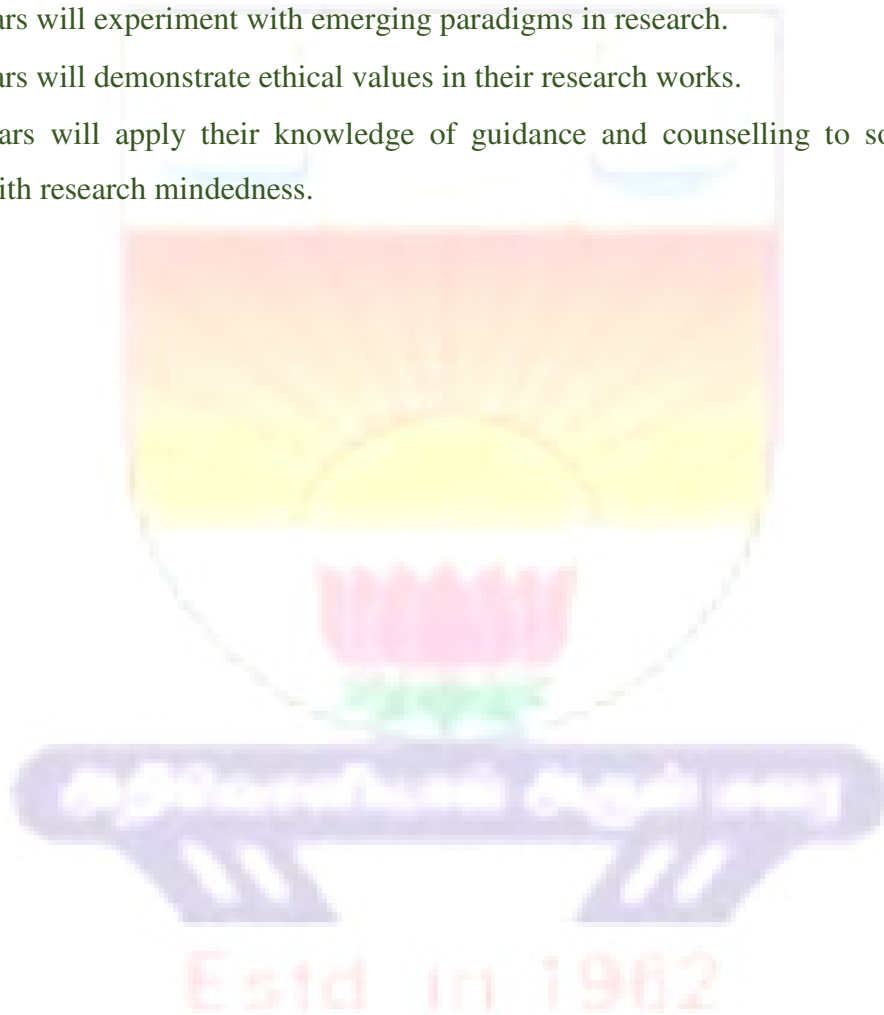 ars will experiment with emerging paradigms in research.
ars will demonstrate ethical values in their research works.
ars will apply their knowledge of guidance and counselling to so
ith research mindedness.
Estd in 1962